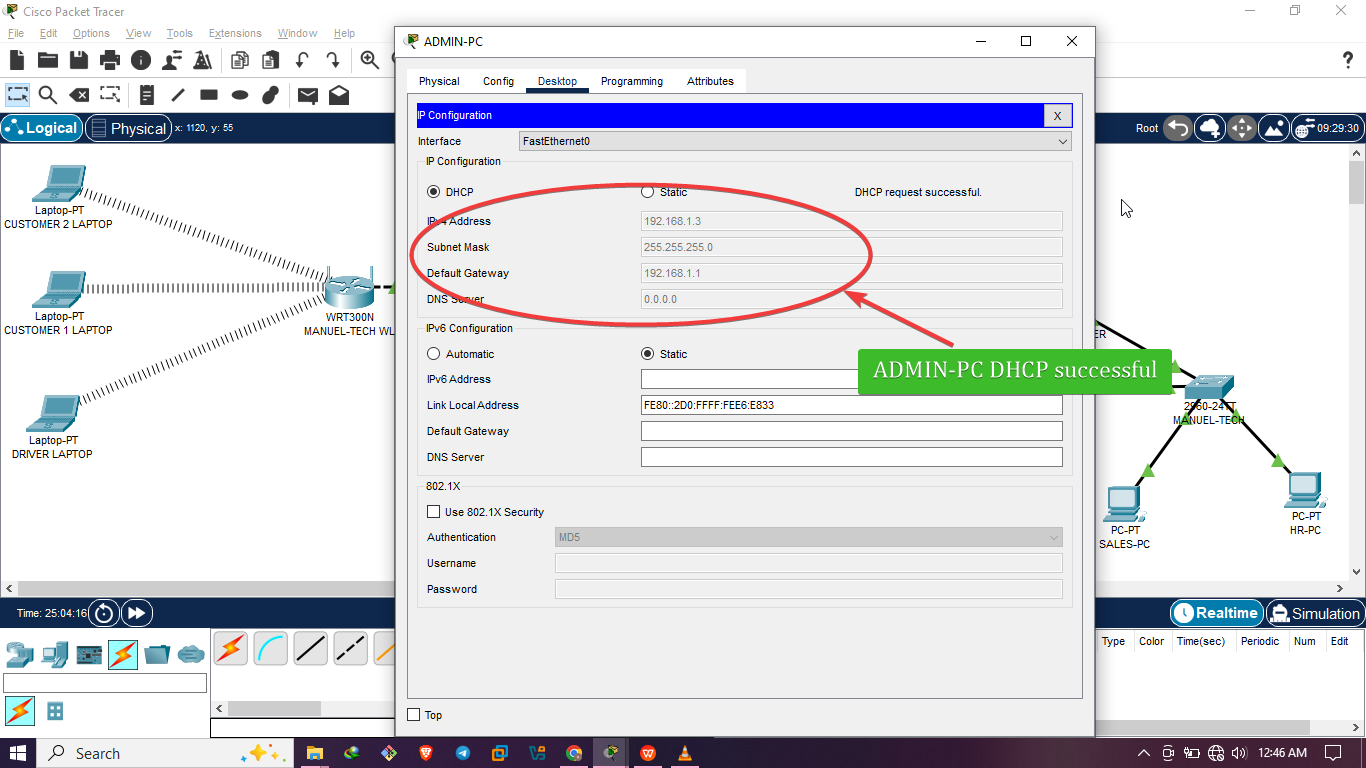 Cisco Packet Tracer
File Edit Options View Tools Extensions Window Help
Logical Physical x: 1120, y: 55
Root 09:29:30
Laptop-PT
CUSTOMER 2 LAPTOP
Laptop-PT
CUSTOMER 1 LAPTOP
WRT300N
MANUEL-TECH WL
Laptop-PT
DRIVER LAPTOP
ADMIN-PC
Physical Config Desktop Programming Attributes
IP Configuration X
Interface FastEthernet0
IP Configuration
DHCP Static DHCP request successful.
IPv4 Address 192.168.1.3
Subnet Mask 255.255.255.0
Default Gateway 192.168.1.1
DNS Server 0.0.0.0
IPv6 Configuration
Automatic Static
IPv6 Address
Link Local Address FE80::2D0:FFFF:FEE6:E833
Default Gateway
DNS Server
802.1X
Use 802.1X Security
Authentication MD5
Username
Password
Top
ADMIN-PC DHCP successful
ER
2960-24TT
MANUEL-TECH
PC-PT
SALES-PC
PC-PT
HR-PC
Time: 25:04:16
Realtime Simulation
Type Color Time(sec) Periodic Num Edit
Search
12:46 AM